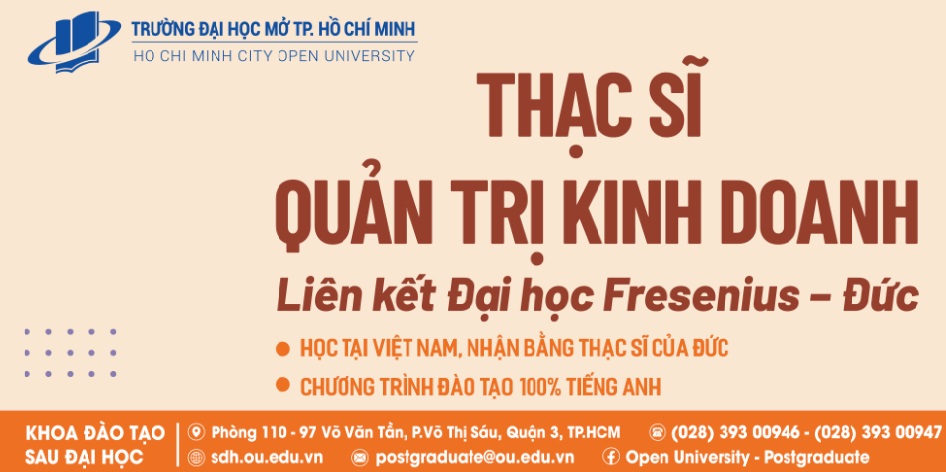 TRƯỜNG ĐẠI HỌC MỞ TP. HỒ CHÍ MINH
HO CHI MINH CITY OPEN UNIVERSITY
THẠC SĨ
QUẢN TRỊ KINH DOANH
Liên kết Đại học Fresenius – Đức
HỌC TẠI VIỆT NAM, NHẬN BẰNG THẠC SĨ CỦA ĐỨC
CHƯƠNG TRÌNH ĐÀO TẠO 100% TIẾNG ANH
KHOA ĐÀO TẠO
SAU ĐẠI HỌC
Phòng 110 - 97 Võ Văn Tần, P.Võ Thị Sáu, Quận 3, TP.HCM (028) 393 00946 - (028) 393 00947
sdh.ou.edu.vn postgraduate@ou.edu.vn Open University - Postgraduate